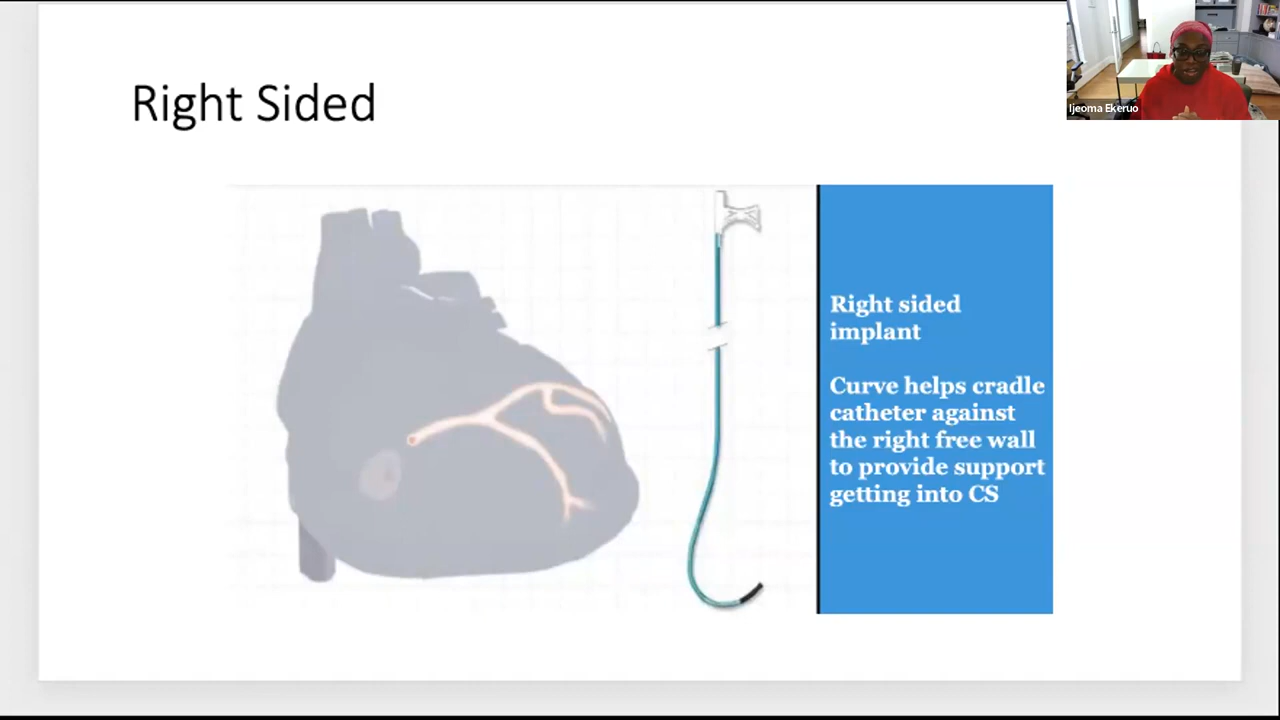 Right Sided
Ijeoma Ekeruo
Right sided
implant
Curve helps cradle
catheter against
the right free wall
to provide support
getting into CS